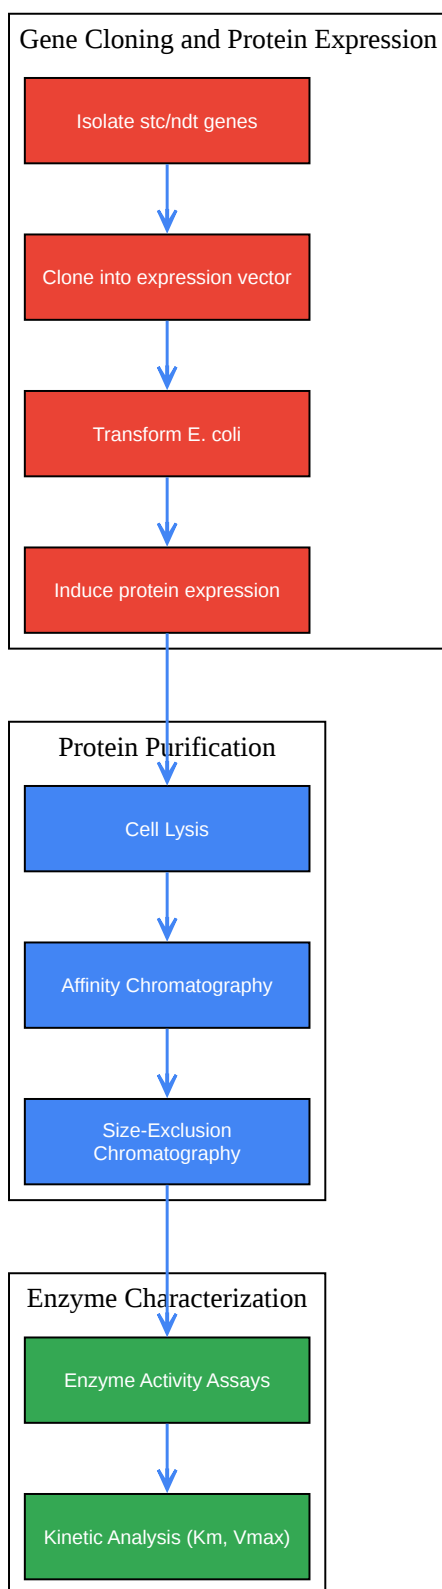 Gene Cloning and Protein Expression
Isolate stc/ndt genes
Clone into expression vector
Transform E. coli
Induce protein expression
Protein Purification
Cell Lysis
Affinity Chromatography
Size-Exclusion
Chromatography
Enzyme Characterization
Enzyme Activity Assays
Kinetic Analysis (Km, Vmax)